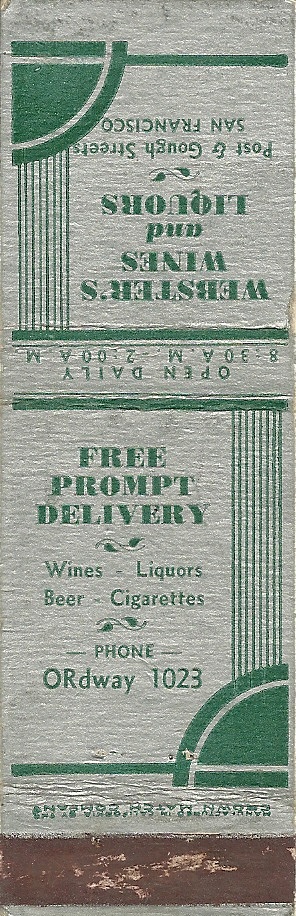 WEBSTER'S
WINES
and
LIQUORS
Post & Gough Streets
SAN FRANCISCO
OPEN DAILY
8:30 A.M. - 2:00 A.M.
FREE
PROMPT
DELIVERY
Wines - Liquors
Beer - Cigarettes
— PHONE —
ORdway 1023